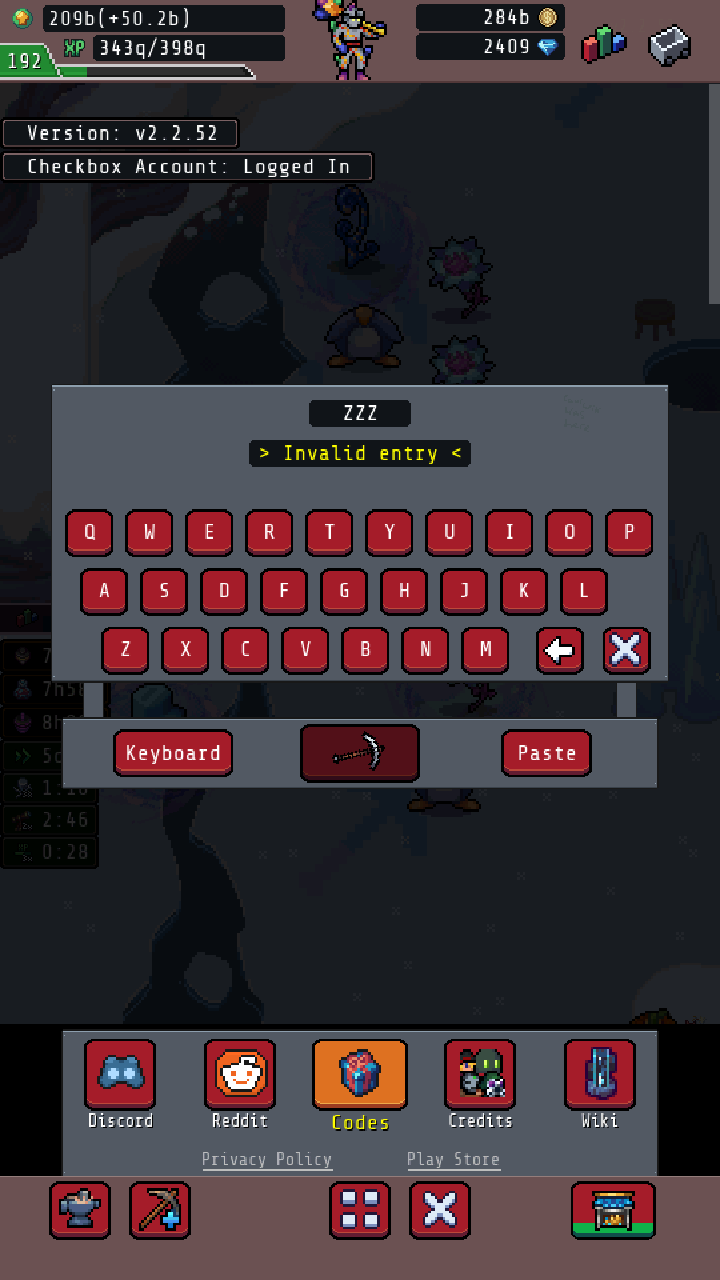 209b(+50.2b)
284b
192
XP 343q/398q
2409
Version: v2.2.52
Checkbox Account: Logged In
ZZZ
> Invalid entry <
Q W E R T Y U I O P
A S D F G H J K L
Z X C V B N M
Keyboard
Paste
2:46
0:28
Discord
Reddit
Codes
Credits
Wiki
Privacy Policy
Play Store